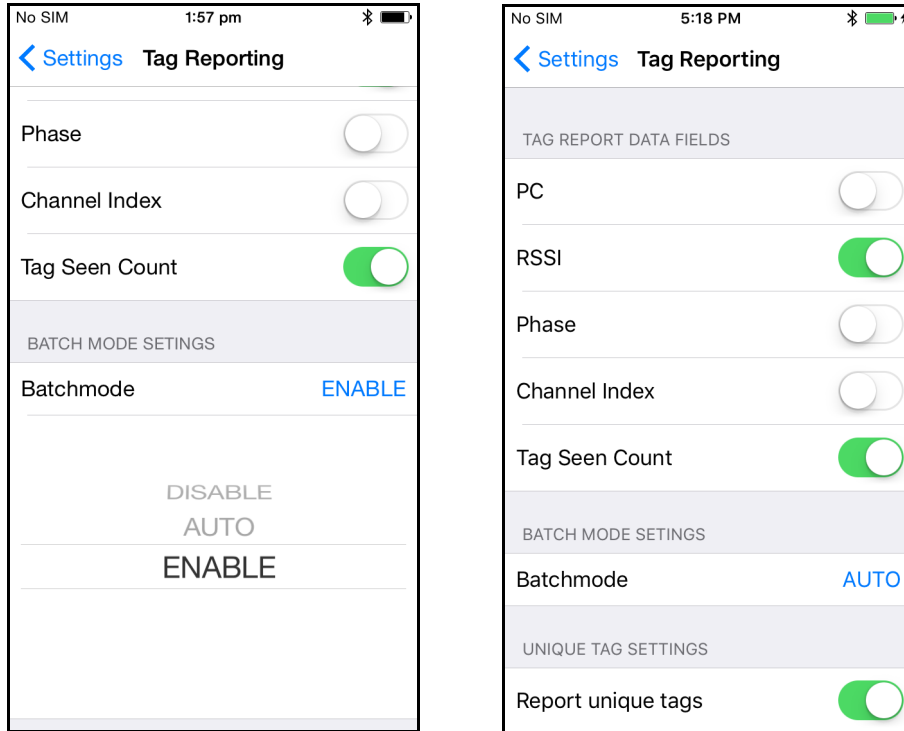 No SIM 1:57 pm
Settings Tag Reporting
Phase
Channel Index
Tag Seen Count
BATCH MODE SETINGS
Batchmode ENABLE
DISABLE
AUTO
ENABLE
No SIM 5:18 PM
Settings Tag Reporting
TAG REPORT DATA FIELDS
PC
RSSI
Phase
Channel Index
Tag Seen Count
BATCH MODE SETINGS
Batchmode AUTO
UNIQUE TAG SETTINGS
Report unique tags